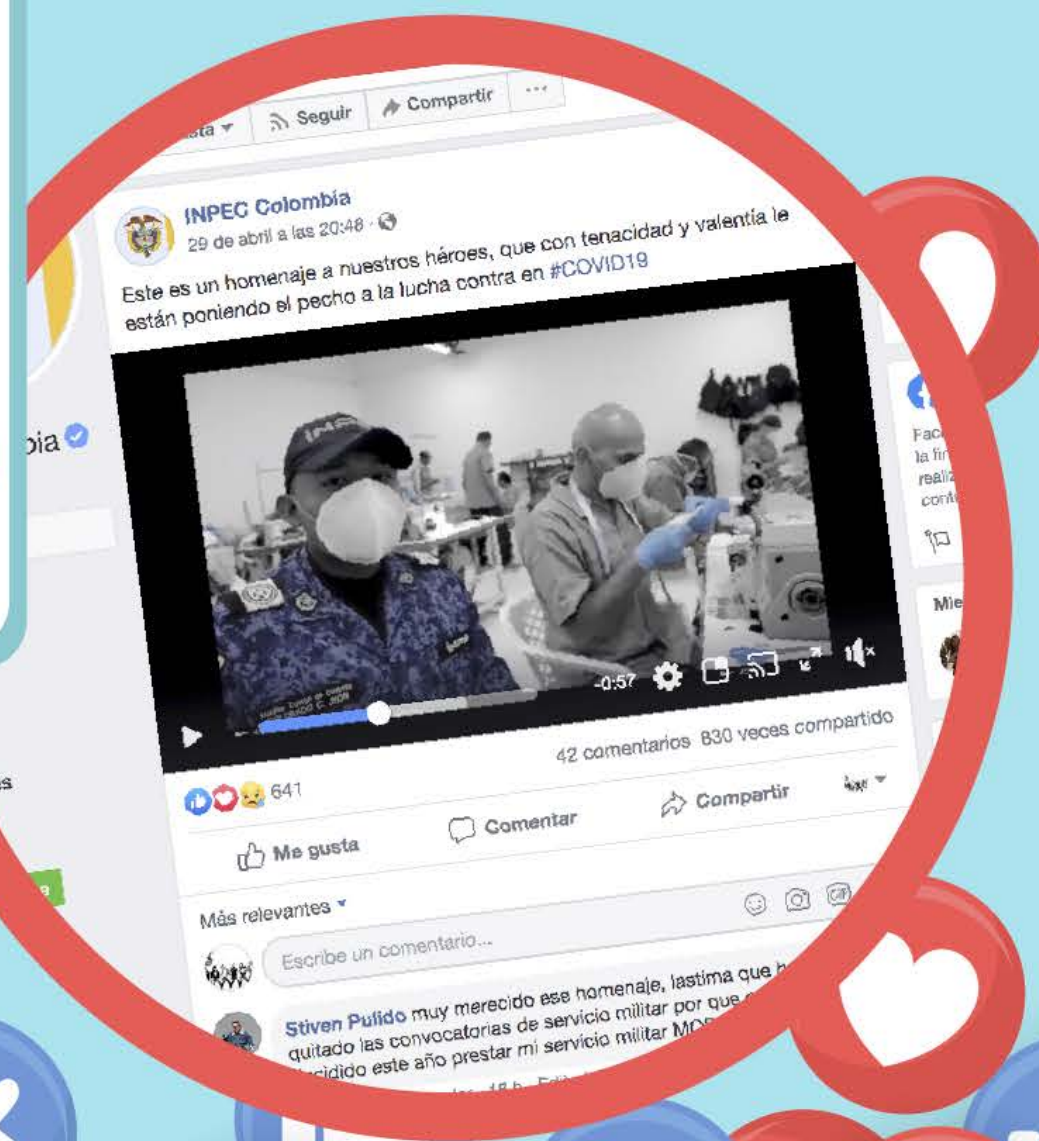 Seguir
Compartir
INPEC Colombia
29 de abril a las 20:48
Este es un homenaje a nuestros héroes, que con tenacidad y valentía le
están poniendo el pecho a la lucha contra en #COVID19
-0:57
42 comentarios 830 veces compartido
641
Me gusta
Comentar
Compartir
Más relevantes
Escribe un comentario...
GIF
Stiven Pulido muy merecido ese homenaje, lastima que
quitado las convocatorias de servicio militar por que
este año prestar mi servicio militar
Mie
la